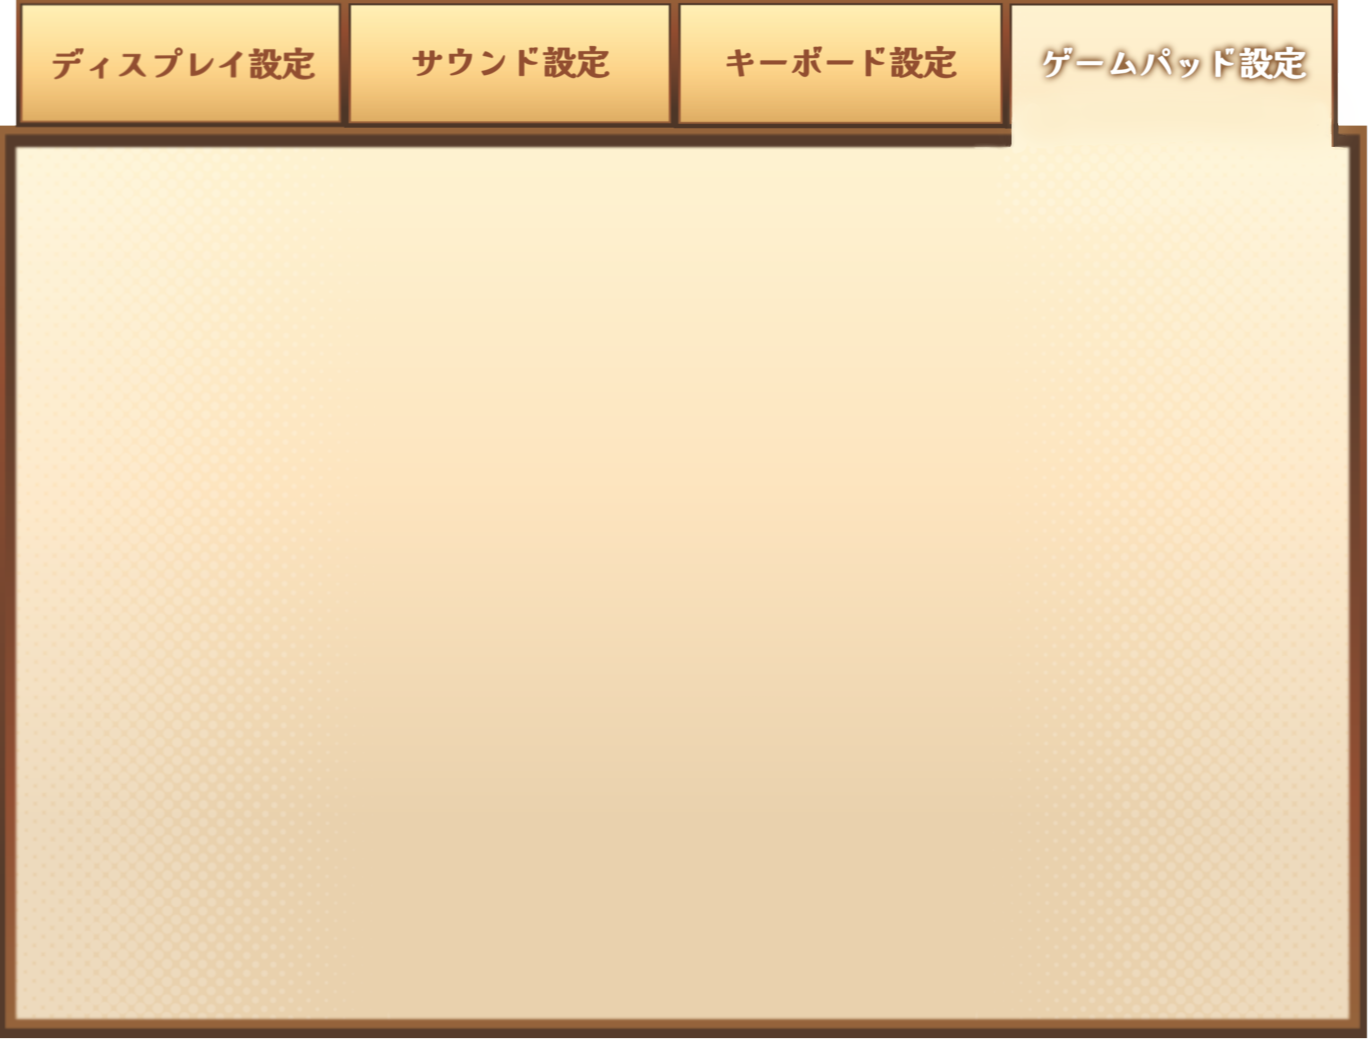 ディスプレイ設定
サウンド設定
キーボード設定
ゲームパッド設定